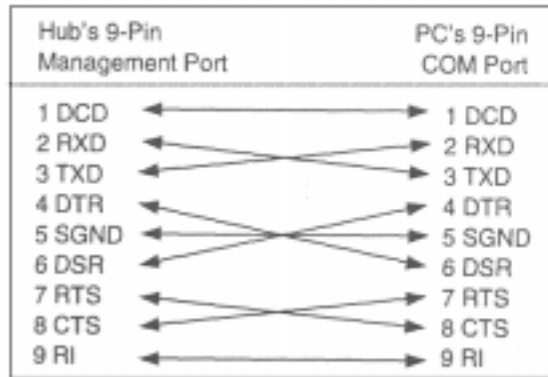 Hub's 9-Pin PC's 9-Pin
Management Port COM Port
1 DCD 1 DCD
2 RXD 2 RXD
3 TXD 3 TXD
4 DTR 4 DTR
5 SGND 5 SGND
6 DSR 6 DSR
7 RTS 7 RTS
8 CTS 8 CTS
9 RI 9 RI